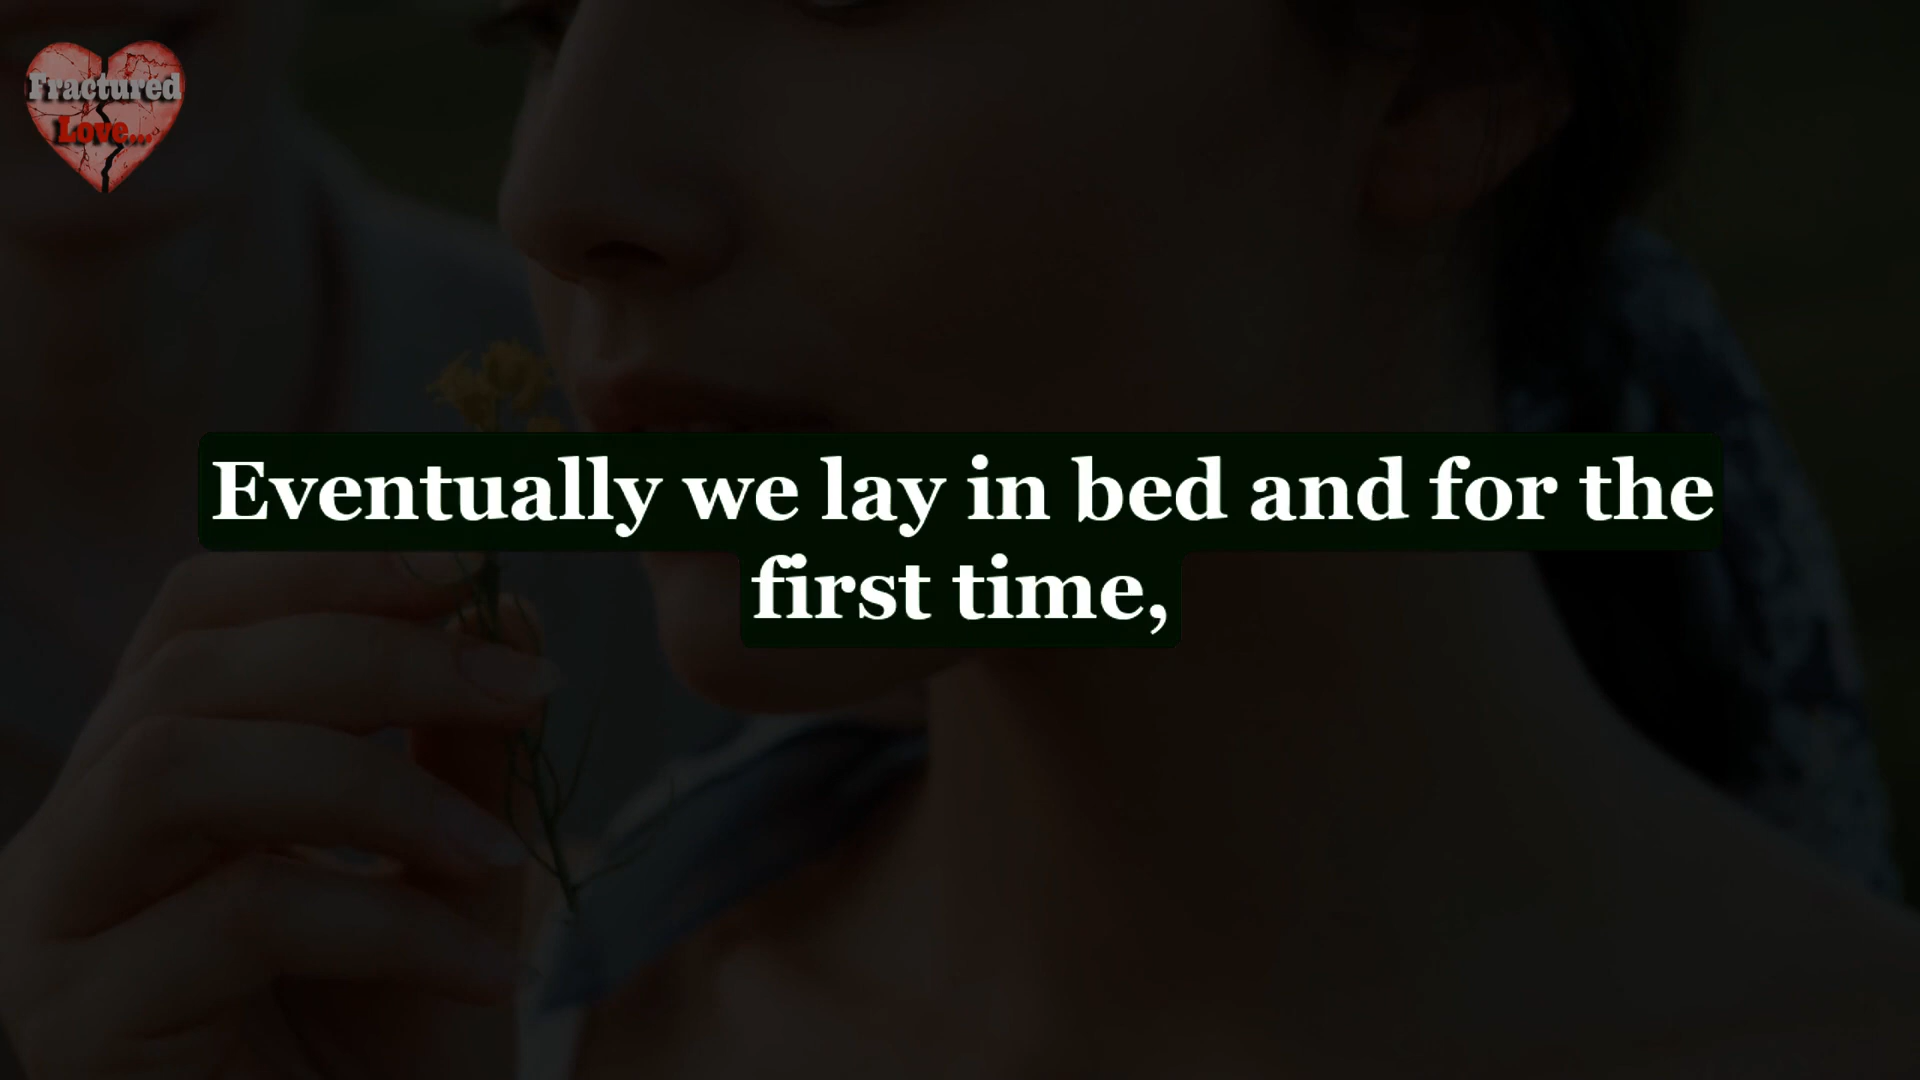 Fractured
Love...
Eventually we lay in bed and for the
first time,